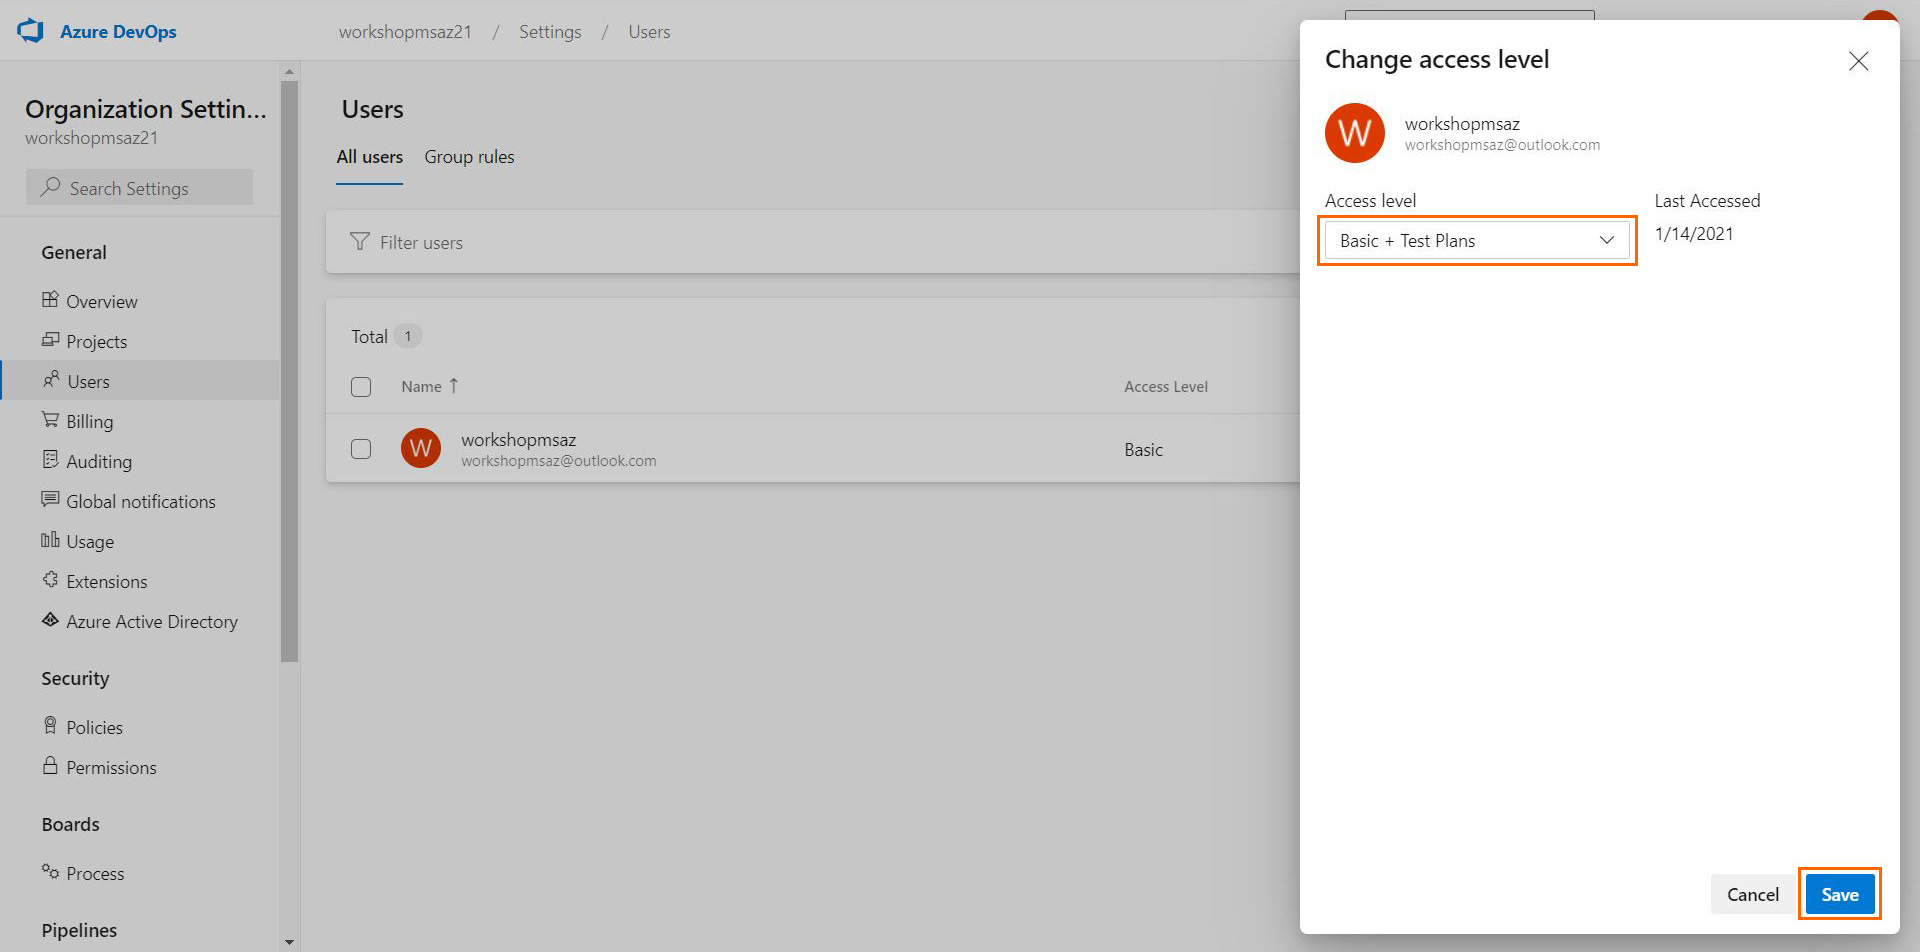 Azure DevOps
workshopmsaz21 / Settings / Users
Organization Settin...
workshopmsaz21
Search Settings
General
Overview
Projects
Users
Billing
Auditing
Global notifications
Usage
Extensions
Azure Active Directory
Security
Policies
Permissions
Boards
Process
Pipelines
Users
All users Group rules
Filter users
Total 1
Name ↑ Access Level
W workshopmsaz
workshopmsaz@outlook.com
Basic
Change access level
W workshopmsaz
workshopmsaz@outlook.com
Access level Last Accessed
Basic + Test Plans 1/14/2021
Cancel Save